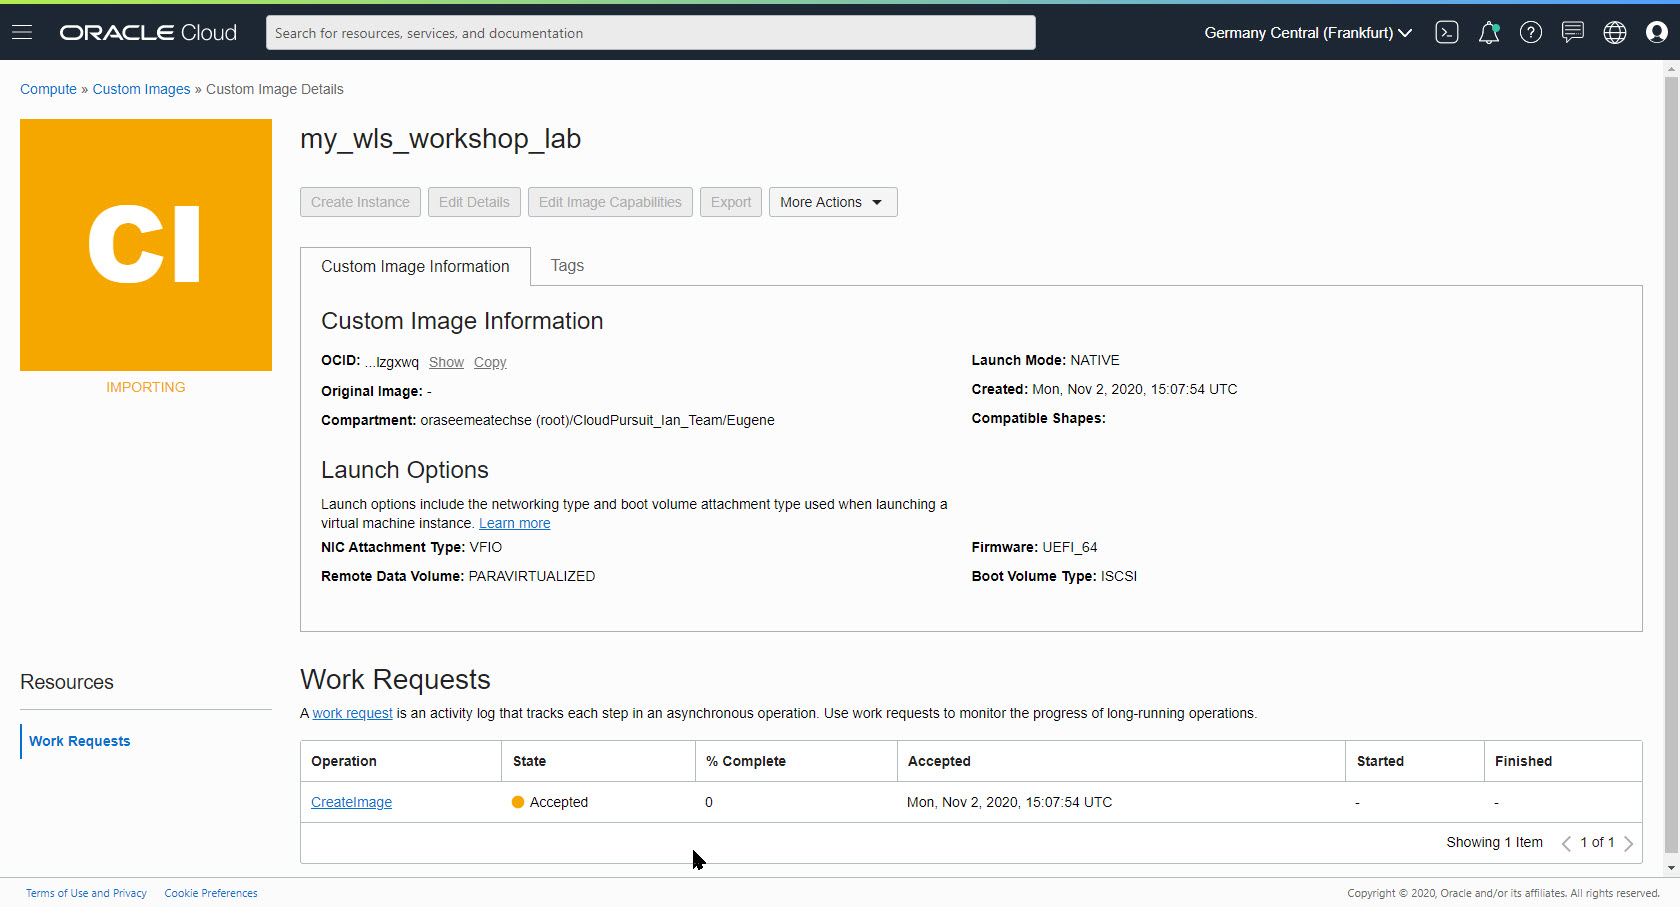 ORACLE Cloud
Search for resources, services, and documentation
Germany Central (Frankfurt)
Compute » Custom Images » Custom Image Details
CI
IMPORTING
my_wls_workshop_lab
Create Instance
Edit Details
Edit Image Capabilities
Export
More Actions
Custom Image Information
Tags
Custom Image Information
OCID: ...lzgxwq Show Copy
Original Image: -
Compartment: oraseemeatechse (root)/CloudPursuit_Ian_Team/Eugene
Launch Mode: NATIVE
Created: Mon, Nov 2, 2020, 15:07:54 UTC
Compatible Shapes:
Launch Options
Launch options include the networking type and boot volume attachment type used when launching a
virtual machine instance. Learn more
NIC Attachment Type: VFIO
Remote Data Volume: PARAVIRTUALIZED
Firmware: UEFI_64
Boot Volume Type: ISCSI
Resources
Work Requests
Work Requests
A work request is an activity log that tracks each step in an asynchronous operation. Use work requests to monitor the progress of long-running operations.
Operation State % Complete Accepted Started Finished
CreateImage Accepted 0 Mon, Nov 2, 2020, 15:07:54 UTC - -
Showing 1 Item < 1 of 1 >
Terms of Use and Privacy Cookie Preferences
Copyright © 2020, Oracle and/or its affiliates. All rights reserved.